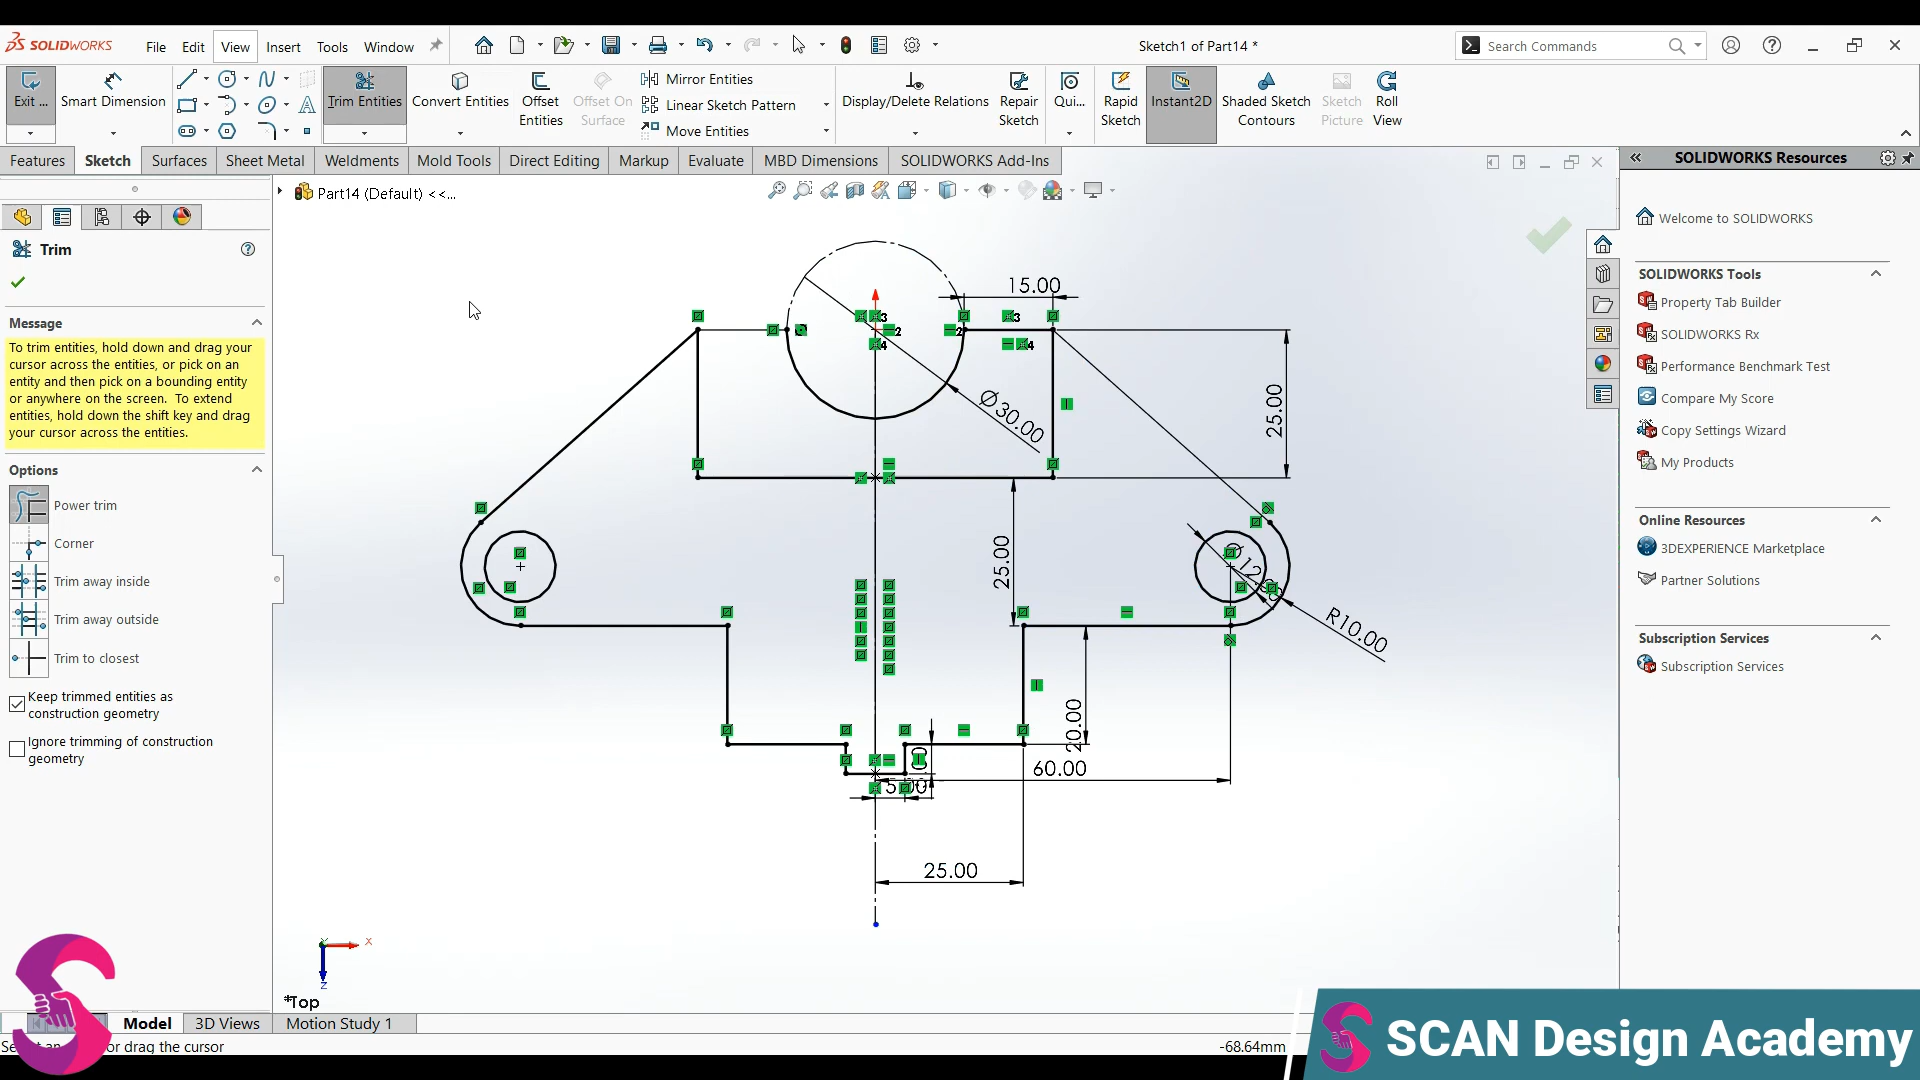 SOLIDWORKS
File Edit View Insert Tools Window
Sketch1 of Part14 *
Search Commands
Exit ...
Smart Dimension
Trim Entities
Convert Entities
Offset Entities
Offset On Surface
Mirror Entities
Linear Sketch Pattern
Move Entities
Display/Delete Relations
Repair Sketch
Qui...
Rapid Sketch
Instant2D
Shaded Sketch Contours
Sketch Picture
Roll View
Features Sketch Surfaces Sheet Metal Weldments Mold Tools Direct Editing Markup Evaluate MBD Dimensions SOLIDWORKS Add-Ins
Part14 (Default) <<...
Trim
Message
To trim entities, hold down and drag your
cursor across the entities, or pick on an
entity and then pick on a bounding entity
or anywhere on the screen. To extend
entities, hold down the shift key and drag
your cursor across the entities.
Options
Power trim
Corner
Trim away inside
Trim away outside
Trim to closest
Keep trimmed entities as
construction geometry
Ignore trimming of construction
geometry
15.00
3
3
2
2
4
4
Ø30.00
25.00
25.00
R10.00
20.00
60.00
25.00
X
Z
*Top
SOLIDWORKS Resources
Welcome to SOLIDWORKS
SOLIDWORKS Tools
Property Tab Builder
SOLIDWORKS Rx
Performance Benchmark Test
Compare My Score
Copy Settings Wizard
My Products
Online Resources
3DEXPERIENCE Marketplace
Partner Solutions
Subscription Services
Subscription Services
Model 3D Views Motion Study 1
or drag the cursor
-68.64mm
SCAN Design Academy